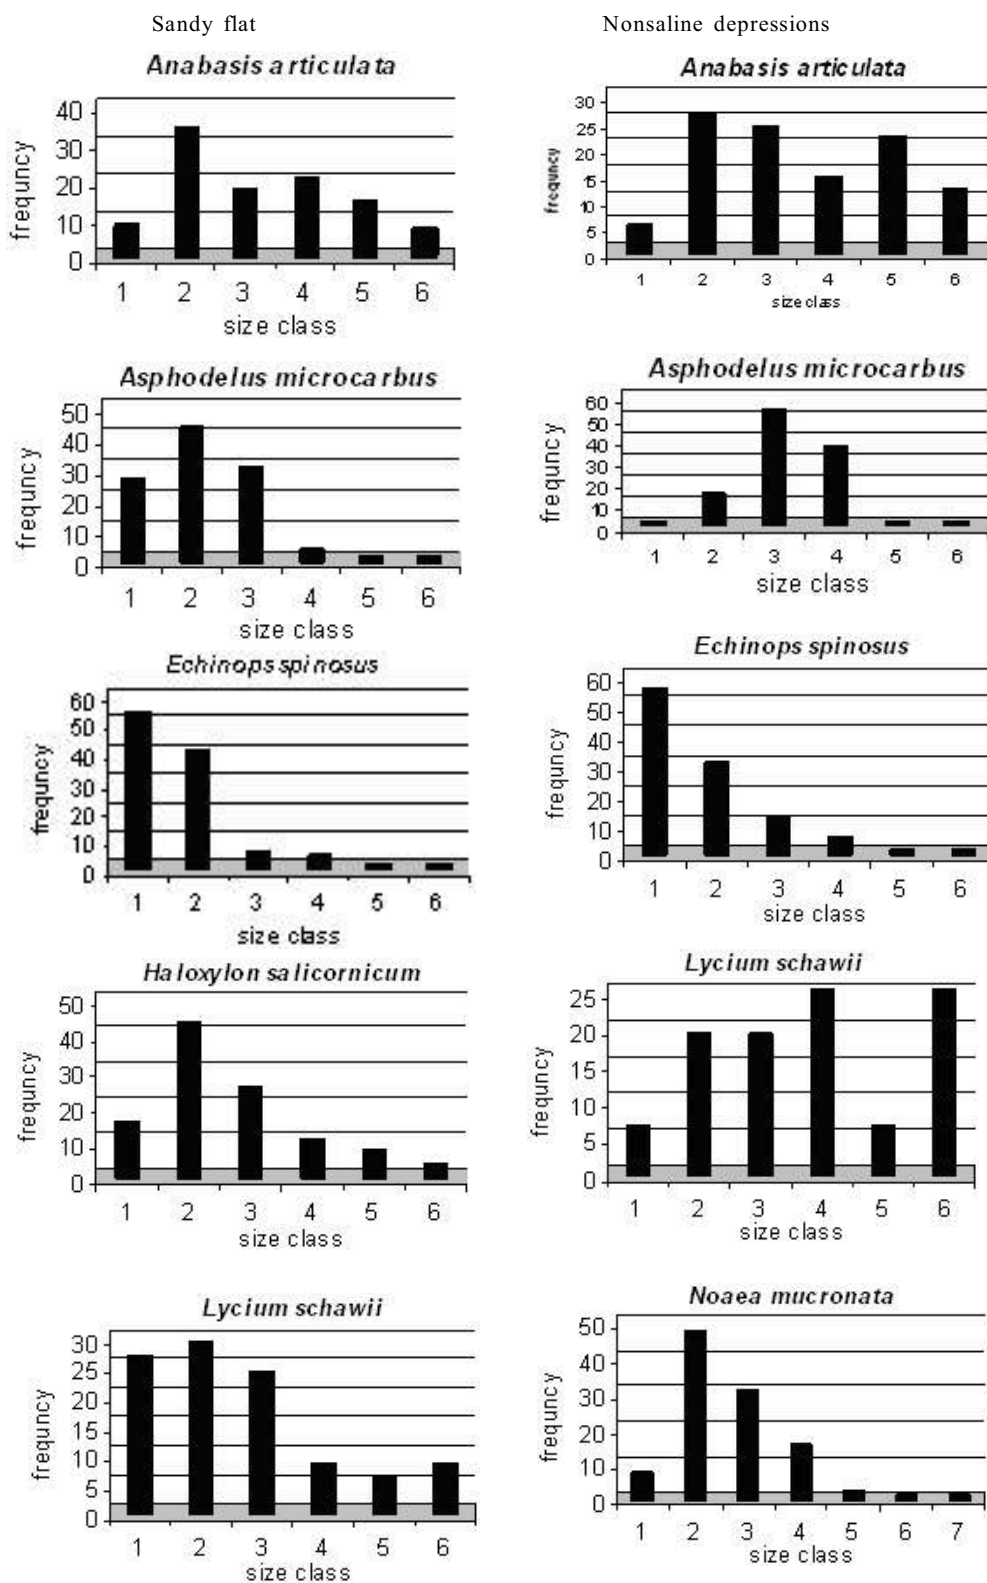 Sandy flat
Nonsaline depressions
Anabasis articulata
frequncy
40
30
20
10
0
1 2 3 4 5 6
size class
Anabasis articulata
frequncy
30
25
20
15
10
5
0
1 2 3 4 5 6
size class
Asphodelus microcarbus
frequncy
50
40
30
20
10
0
1 2 3 4 5 6
size class
Asphodelus microcarbus
frequncy
60
50
40
30
20
10
0
1 2 3 4 5 6
size class
Echinops spinosus
frequncy
60
50
40
30
20
10
0
1 2 3 4 5 6
size class
Echinops spinosus
frequncy
60
50
40
30
20
10
0
1 2 3 4 5 6
size class
Haloxylon salicornicum
frequncy
50
40
30
20
10
0
1 2 3 4 5 6
size class
Lycium schawii
frequncy
25
20
15
10
5
0
1 2 3 4 5 6
size class
Lycium schawii
frequncy
30
25
20
15
10
5
0
1 2 3 4 5 6
size class
Noaea mucronata
frequncy
50
40
30
20
10
0
1 2 3 4 5 6 7
size class